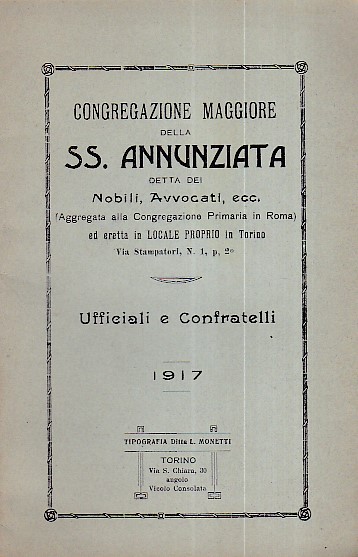 CONGREGAZIONE MAGGIORE
DELLA
SS. ANNUNZIATA
DETTA DEI
Nobili, Avvocati, ecc.
(Aggregata alla Congregazione Primaria in Roma)
ed eretta in LOCALE PROPRIO in Torino
Via Stampatori, N. 1, p. 2º
Ufficiali e Confratelli
1917
TIPOGRAFIA Ditta L. MONETTI
TORINO
Via S. Chiara, 30
angolo
Vicolo Consolata